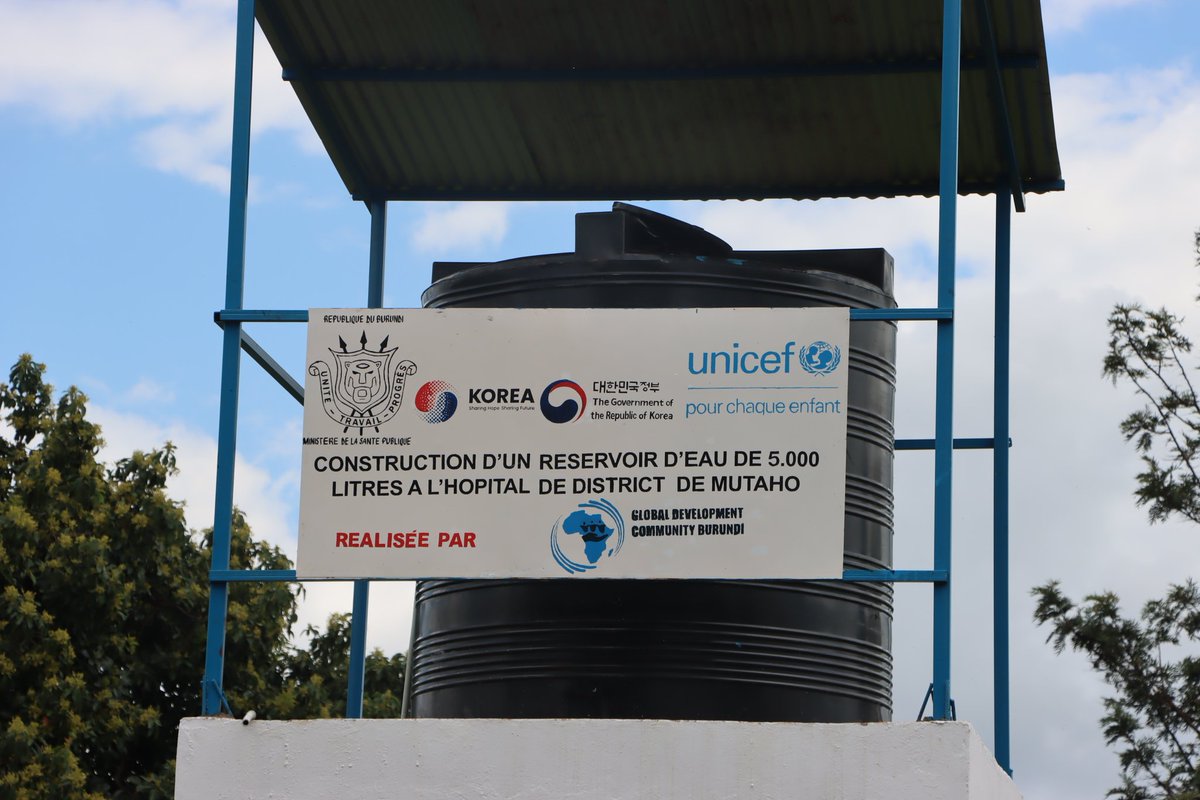 REPUBLIQUE DU BURUNDI
UNITE TRAVAIL PROGRES
MINISTERE DE LA SANTE PUBLIQUE
KOREA
Sharing Hope Sharing Future
대한민국정부
The Government of
the Republic of Korea
unicef
pour chaque enfant
CONSTRUCTION D'UN RESERVOIR D'EAU DE 5.000
LITRES A L'HOPITAL DE DISTRICT DE MUTAHO
REALISÉE PAR
GLOBAL DEVELOPMENT
COMMUNITY BURUNDI